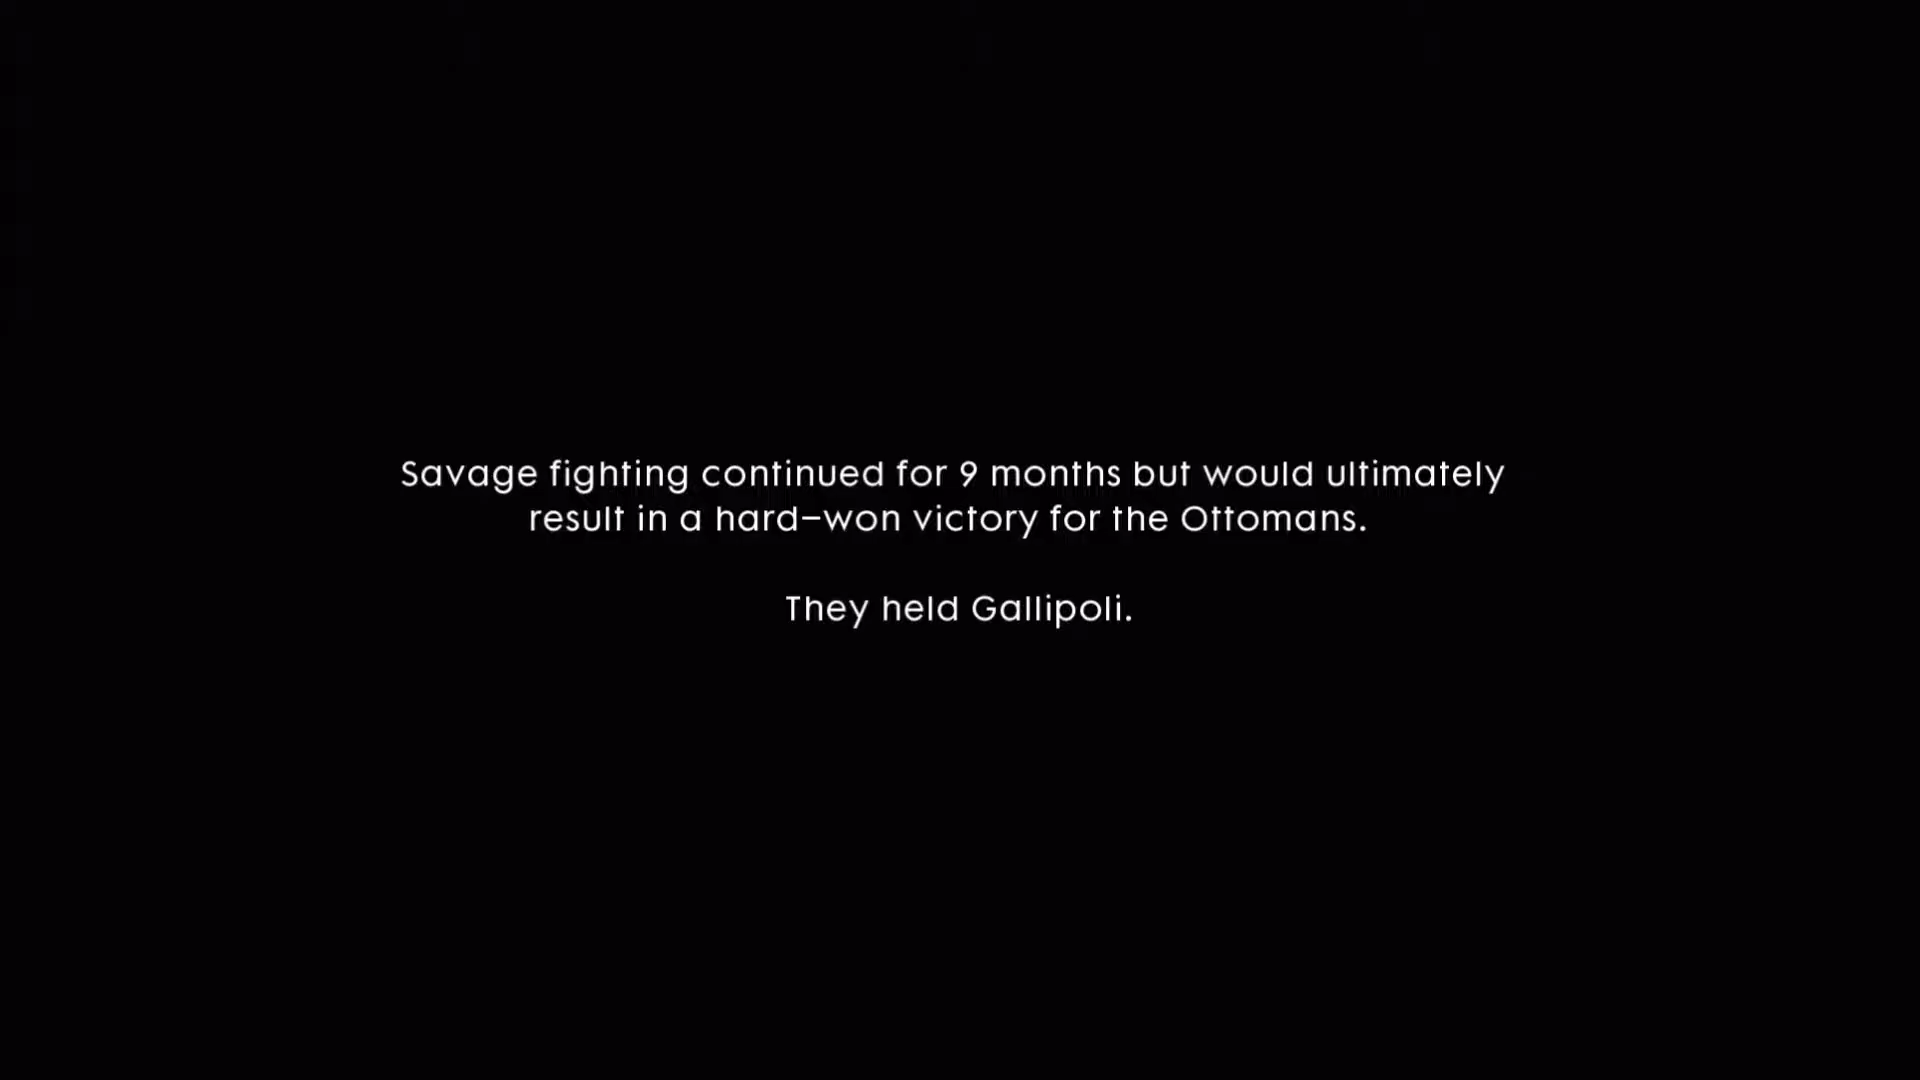 Savage fighting continued for 9 months but would ultimately
result in a hard–won victory for the Ottomans.
They held Gallipoli.